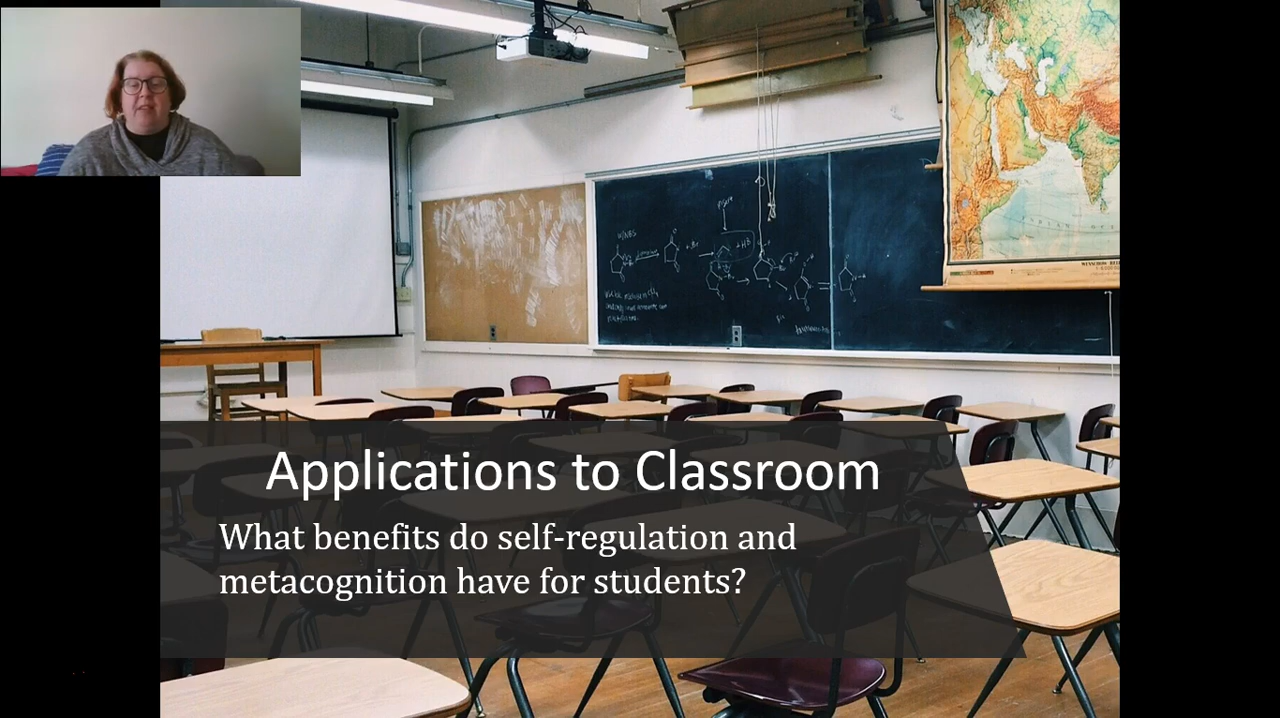 Applications to Classroom
What benefits do self-regulation and
metacognition have for students?